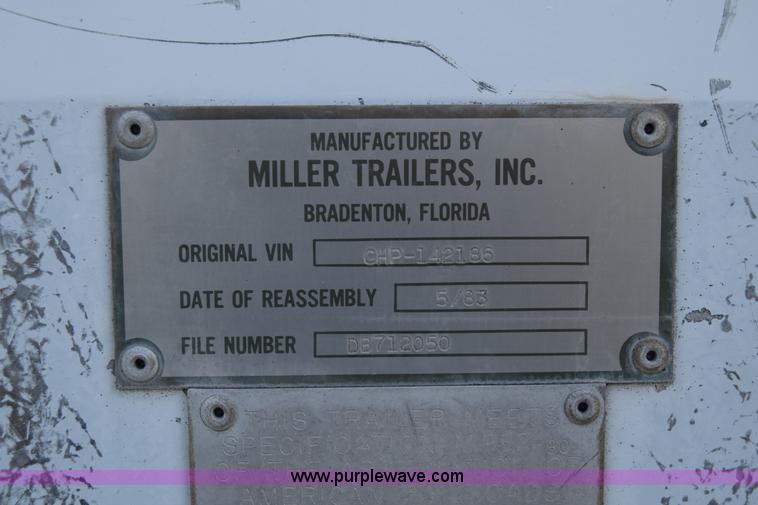 MANUFACTURED BY
MILLER TRAILERS, INC.
BRADENTON, FLORIDA
ORIGINAL VIN CHP-142186
DATE OF REASSEMBLY 5/83
FILE NUMBER DB712050
THIS TRAILER MEETS
AMERICAN
www.purplewave.com